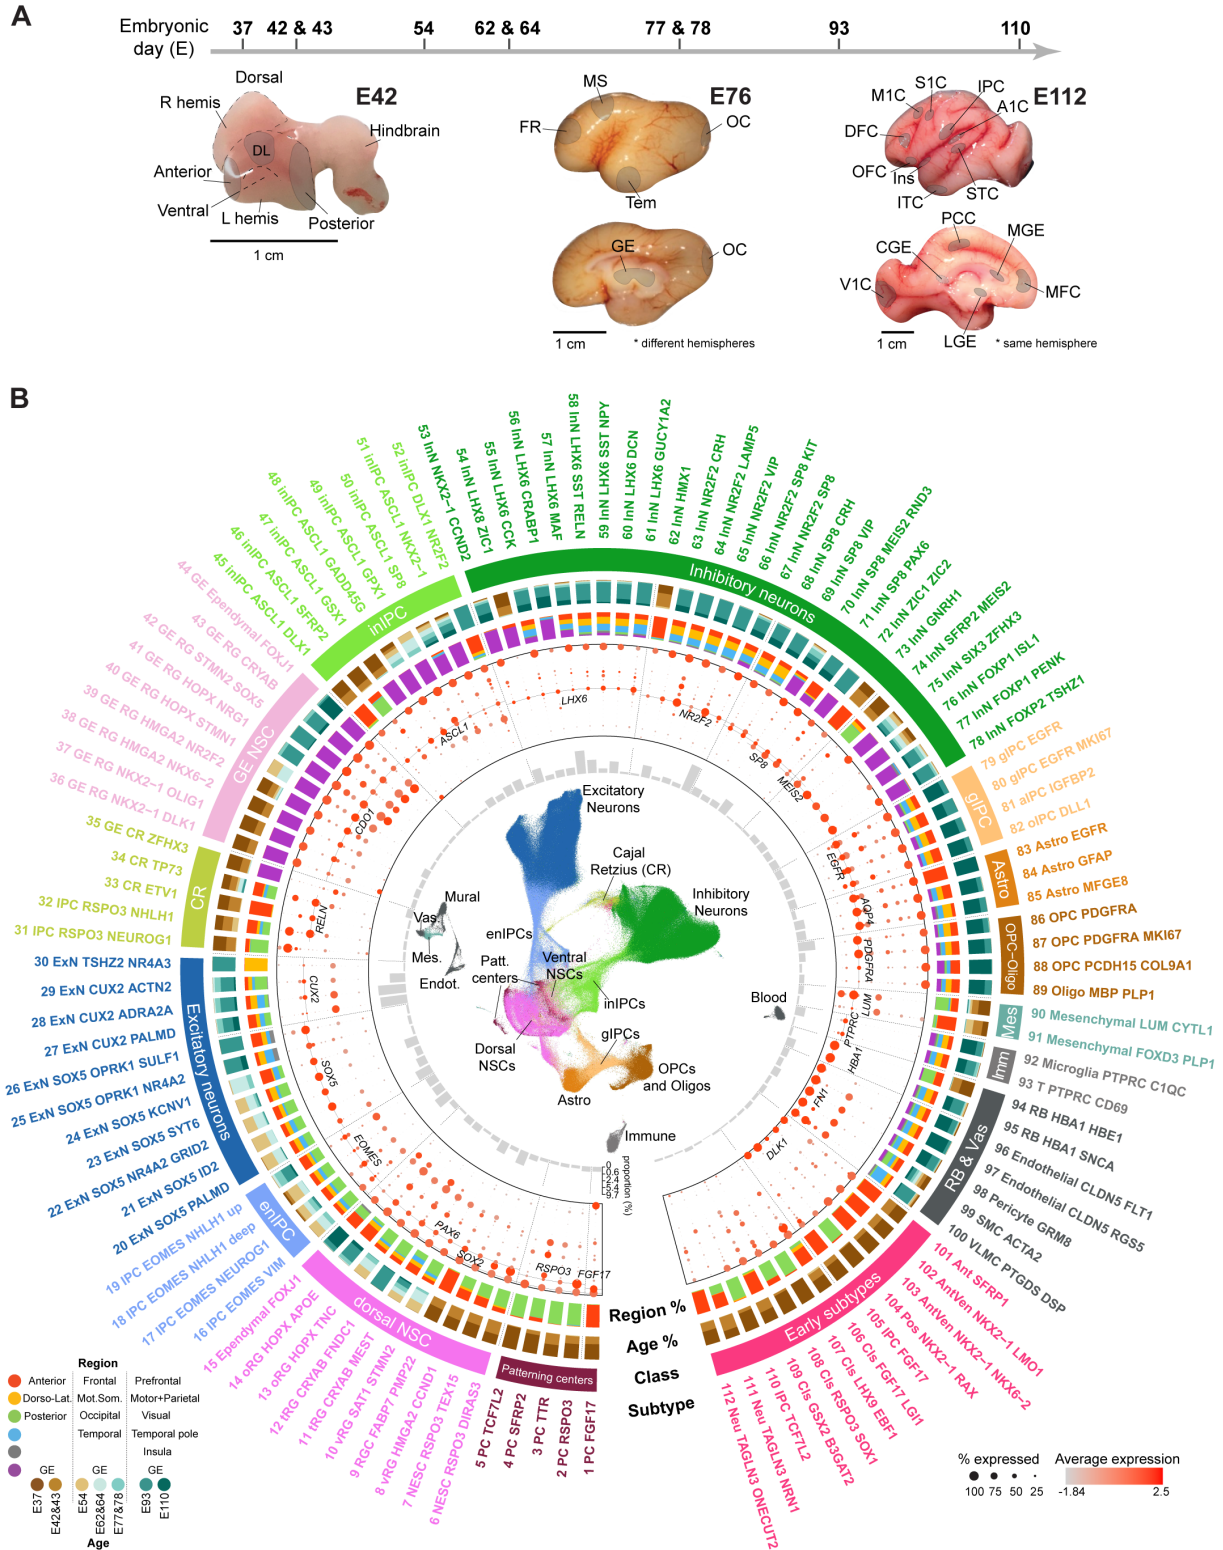 A
Embryonic
day (E)
37 42 & 43 54 62 & 64 77 & 78 93 110
Dorsal
R hemis
E42
Hindbrain
DL
Anterior
Ventral
L hemis
Posterior
1 cm
MS
E76
FR
OC
Tem
GE
OC
1 cm
* different hemispheres
S1C
IPC
M1C
A1C
E112
DFC
OFC
Ins
ITC
STC
PCC
MGE
CGE
V1C
MFC
LGE
1 cm
* same hemisphere
B
1 PC FGF17
2 PC RSPO3
3 PC TTR
4 PC SFRP2
5 PC TCF7L2
6 NESC RSPO3 DIRAS3
7 NESC RSPO3 TEX15
8 vRG HMGA2 CCND1
9 RGC FABP7 PMP22
10 vRG SAT1 STMN2
11 tRG CRYAB MEST
12 tRG CRYAB FNDC1
13 oRG HOPX TNC
14 oRG HOPX APOE
15 Ependymal FOXJ1
16 IPC EOMES VIM
17 IPC EOMES NEUROG1
18 IPC EOMES NHLH1 deep
19 IPC EOMES NHLH1 up
20 ExN SOX5 PALMD
21 ExN SOX5 ID2
22 ExN SOX5 NR4A2 GRID2
23 ExN SOX5 SYT6
24 ExN SOX5 KCNV1
25 ExN SOX5 OPRK1 NR4A2
26 ExN SOX5 OPRK1 SULF1
27 ExN CUX2 PALMD
28 ExN CUX2 ADRA2A
29 ExN CUX2 ACTN2
30 ExN TSHZ2 NR4A3
31 IPC RSPO3 NEUROG1
32 IPC RSPO3 NHLH1
33 CR ETV1
34 CR TP73
35 GE CR ZFHX3
36 GE RG NKX2-1 DLK1
37 GE RG NKX2-1 OLIG1
38 GE RG HMGA2 NKX6-2
39 GE RG HMGA2 NR2F2
40 GE RG HOPX STMN1
41 GE RG HOPX NRG1
42 GE RG STMN2 SOX5
43 GE RG CRYAB
44 GE Ependymal FOXJ1
45 inIPC ASCL1 DLX1
46 inIPC ASCL1 SFRP2
47 inIPC ASCL1 GSX1
48 inIPC ASCL1 GADD45G
49 inIPC ASCL1 GPX1
50 inIPC ASCL1 SP8
51 inIPC ASCL1 NKX2-1
52 inIPC DLX1 NR2F2
53 InN NKX2-1 CCND2
54 InN LHX8 ZIC1
55 InN LHX6 CCK
56 InN LHX6 CRABP1
57 InN LHX6 MAF
58 InN LHX6 SST RELN
59 InN LHX6 SST NPY
60 InN LHX6 DCN
61 InN LHX6 GUCY1A2
62 InN HMX1
63 InN NR2F2 CRH
64 InN NR2F2 LAMP5
65 InN NR2F2 VIP
66 InN NR2F2 SP8 KIT
67 InN NR2F2 SP8
68 InN SP8 CRH
69 InN SP8 VIP
70 InN SP8 MEIS2 RND3
71 InN SP8 PAX6
72 InN ZIC1 ZIC2
73 InN GNRH1
74 InN SFRP2 MEIS2
75 InN SIX3 ZFHX3
76 InN FOXP1 ISL1
77 InN FOXP1 PENK
78 InN FOXP2 TSHZ1
79 gIPC EGFR
80 gIPC EGFR MKI67
81 aIPC IGFBP2
82 oIPC DLL1
83 Astro EGFR
84 Astro GFAP
85 Astro MFGE8
86 OPC PDGFRA
87 OPC PDGFRA MKI67
88 OPC PCDH15 COL9A1
89 Oligo MBP PLP1
90 Mesenchymal LUM CYTL1
91 Mesenchymal FOXD3 PLP1
92 Microglia PTPRC C1QC
93 T PTPRC CD69
94 RB HBA1 HBE1
95 RB HBA1 SNCA
96 Endothelial CLDN5 FLT1
97 Endothelial CLDN5 RGS5
98 Pericyte GRM8
99 SMC ACTA2
100 VLMC PTGDS DSP
101 Ant SFRP1
102 AntVen NKX2-1 LMO1
103 AntVen NKX2-1 NKX6-2
104 Pos NKX2-1 RAX
105 IPC FGF17
106 Cls FGF17 LGI1
107 Cls LHX9 EBF1
108 Cls RSPO3 SOX1
109 Cls GSX2 B3GAT2
110 IPC TCF7L2
111 Neu TAGLN3 NRN1
112 Neu TAGLN3 ONECUT2
Patterning centers
dorsal NSC
enIPC
Excitatory neurons
CR
GE NSC
inIPC
Inhibitory neurons
gIPC
Astro
OPC-Oligo
Mes
Imm
RB & Vas
Early subtypes
FGF17
RSPO3
SOX2
PAX6
EOMES
SOX5
CUX2
RELN
CDO1
ASCL1
LHX6
NR2F2
SP8
MEIS2
EGFR
AQP4
PDGFRA
LUM
PTPRC
HBA1
FN1
DLK1
Excitatory
Neurons
Cajal
Retzius (CR)
Inhibitory
Neurons
Mural
Vas.
Mes.
Endot.
enIPCs
Patt.
centers
Ventral
NSCs
inIPCs
gIPCs
Dorsal
NSCs
Astro
OPCs
and Oligos
Blood
Immune
0
0.6
2.4
5.4
9.7
proportion (%)
Region %
Age %
Class
Subtype
Region
Anterior Frontal Prefrontal
Dorso-Lat. Mot.Som. Motor+Parietal
Posterior Occipital Visual
Temporal Temporal pole
Insula
GE GE GE
E37 E42&43 E54 E62&64 E77&78 E93 E110
Age
% expressed
100 75 50 25
Average expression
-1.84 2.5